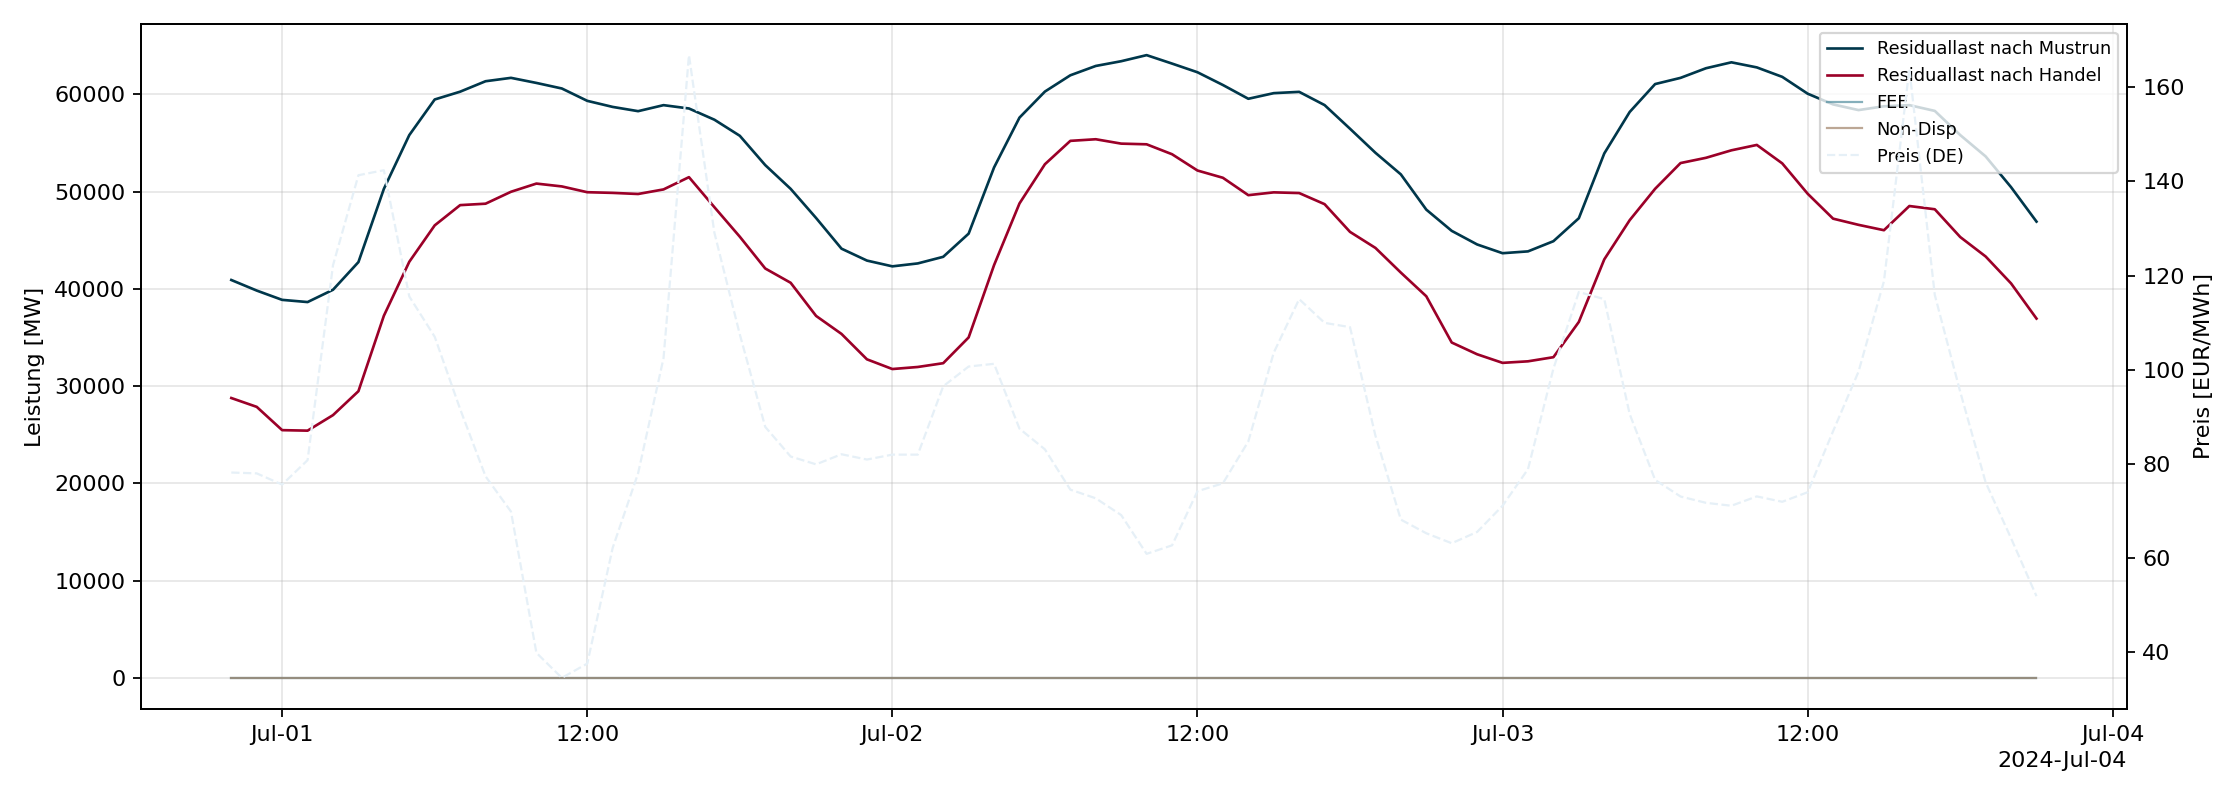 Leistung [MW]
60000
50000
40000
30000
20000
10000
0
Residuallast nach Mustrun
Residuallast nach Handel
FEE
Non-Disp
Preis (DE)
160
140
120
100
80
60
40
Preis [EUR/MWh]
Jul-01 12:00 Jul-02 12:00 Jul-03 12:00 Jul-04
2024-Jul-04